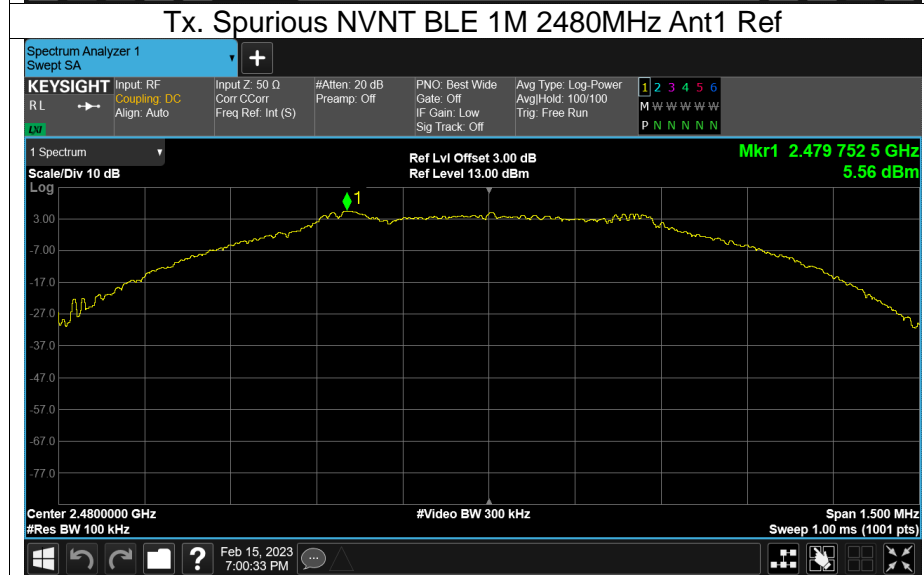 Tx. Spurious NVNT BLE 1M 2480MHz Ant1 Ref
Spectrum Analyzer 1
Swept SA
KEYSIGHT
R L
LXI
Input: RF
Coupling: DC
Align: Auto
Input Z: 50 Ω
Corr CCorr
Freq Ref: Int (S)
#Atten: 20 dB
Preamp: Off
PNO: Best Wide
Gate: Off
IF Gain: Low
Sig Track: Off
Avg Type: Log-Power
Avg|Hold: 100/100
Trig: Free Run
1 2 3 4 5 6
M W W W W W
P N N N N N
1 Spectrum
Scale/Div 10 dB
Ref Lvl Offset 3.00 dB
Ref Level 13.00 dBm
Mkr1 2.479 752 5 GHz
5.56 dBm
Log
1
3.00
-7.00
-17.0
-27.0
-37.0
-47.0
-57.0
-67.0
-77.0
Center 2.4800000 GHz
#Res BW 100 kHz
#Video BW 300 kHz
Span 1.500 MHz
Sweep 1.00 ms (1001 pts)
?
Feb 15, 2023
7:00:33 PM